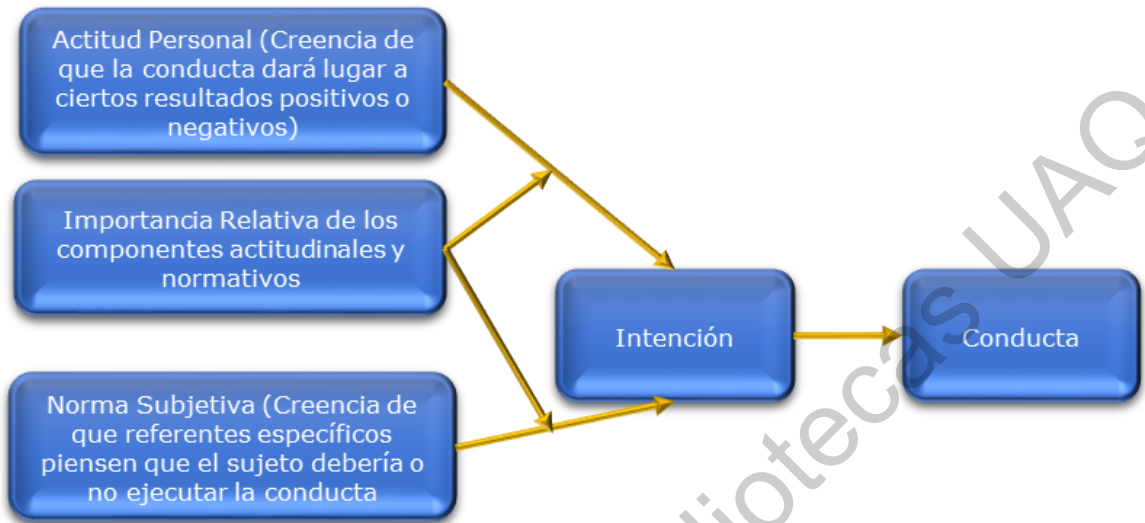 Actitud Personal (Creencia de
que la conducta dará lugar a
ciertos resultados positivos o
negativos)
Importancia Relativa de los
componentes actitudinales y
normativos
Intención
Conducta
Norma Subjetiva (Creencia de
que referentes específicos
piensen que el sujeto debería o
no ejecutar la conducta
liotecas UAQ